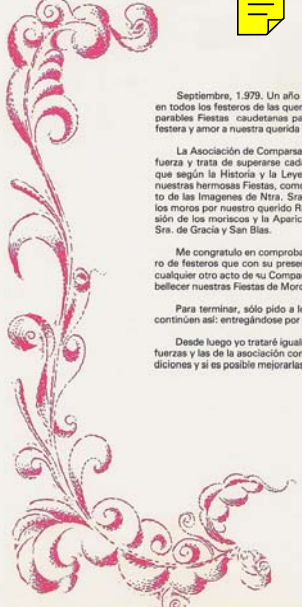 Septiembre, 1.979. Un año
en todos los festeros de las quer
parables Fiestas caudetanas pa
festera y amor a nuestra querida
La Asociación de Comparsa
fuerza y trata de superarse cada
que según la Historia y la Leye
nuestras hermosas Fiestas, como
to de las Imagenes de Ntra. Sra
los moros por nuestro querido R
sión de los moriscos y la Aparic
Sra. de Gracia y San Blas.
Me congratulo en comproba
ro de festeros que con su presen
cualquier otro acto de su Compa
bellecer nuestras Fiestas de Moro
Para terminar, sólo pido a lo
continúen así: entregándose por
Desde luego yo trataré iguali
fuerzas y las de la asociación con
diciones y si es posible mejorarlas